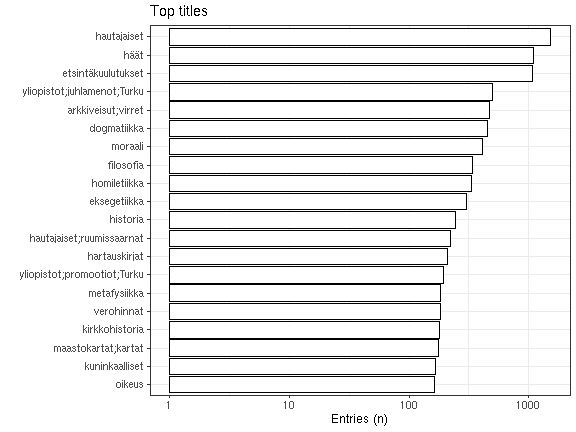 Top titles
hautajaiset
häät
etsintäkuulutukset
yliopistot;juhlamenot;Turku
arkkiveisut;virret
dogmatiikka
moraali
filosofia
homiletiikka
eksegetiikka
historia
hautajaiset;ruumissaarnat
hartauskirjat
yliopistot;promootiot;Turku
metafysiikka
verohinnat
kirkkohistoria
maastokartat;kartat
kuninkaalliset
oikeus
1 10 100 1000
Entries (n)